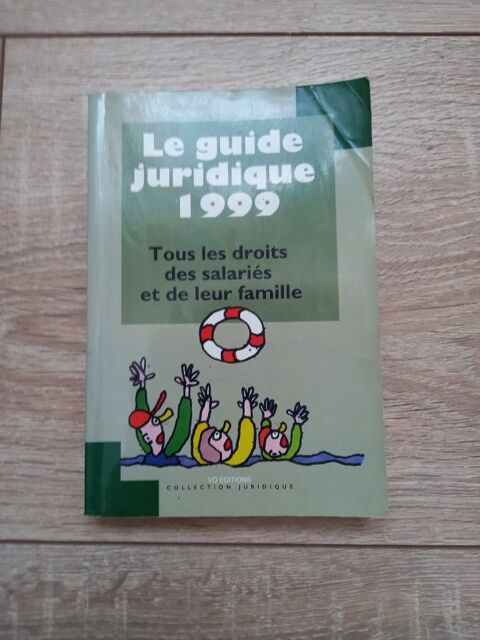 Le guide
juridique
1999
Tous les droits
des salariés
et de leur famille
VO EDITIONS
COLLECTION JURIDIQUE